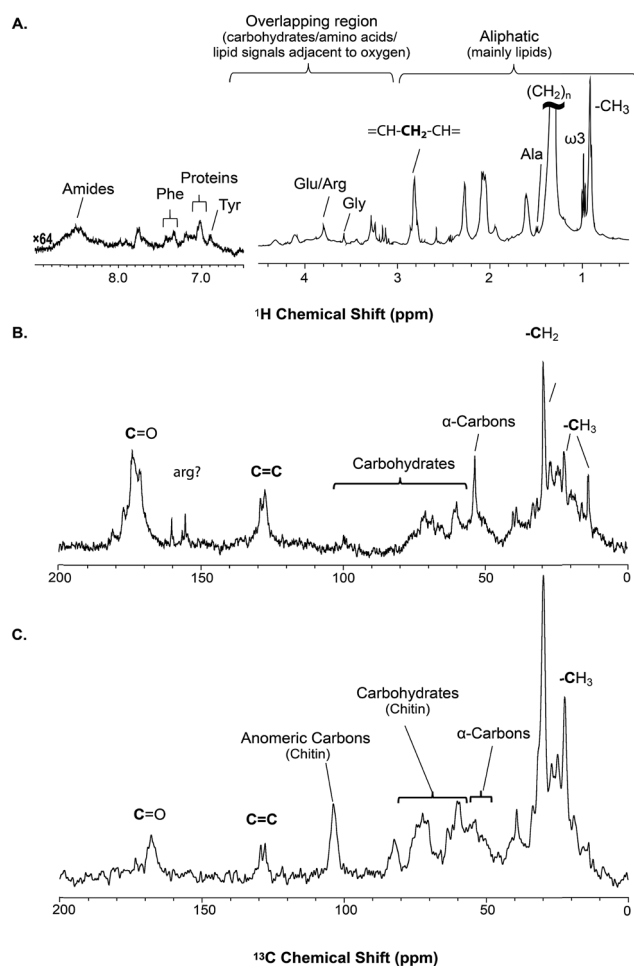 A.
Overlapping region
(carbohydrates/amino acids/
lipid signals adjacent to oxygen)
Aliphatic
(mainly lipids)
(CH2)n
-CH3
=CH-CH2-CH=
ω3
Ala
Glu/Arg
Gly
Amides
Phe
Proteins
Tyr
×64
8.0 7.0 4 3 2 1
1H Chemical Shift (ppm)
B.
-CH2
C=O
α-Carbons
-CH3
arg?
C=C
Carbohydrates
200 150 100 50 0
C.
-CH3
Carbohydrates
(Chitin)
Anomeric Carbons
(Chitin)
α-Carbons
C=O
C=C
200 150 100 50 0
13C Chemical Shift (ppm)